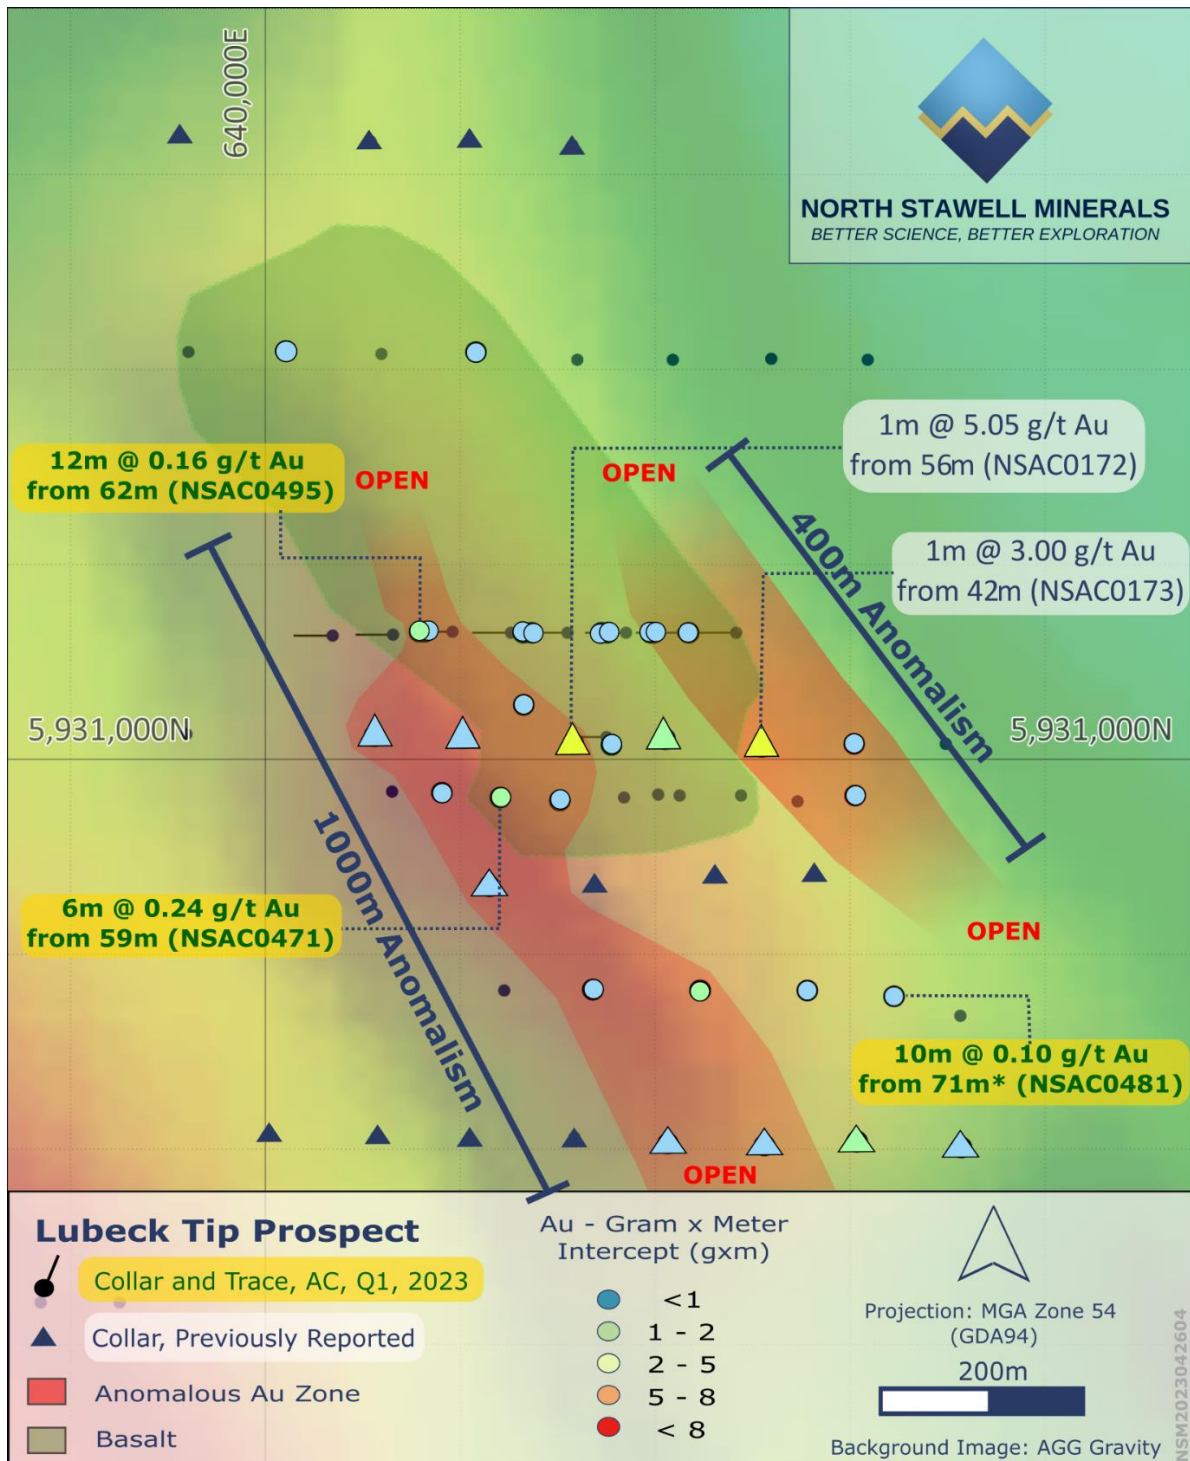 640,000E
NORTH STAWELL MINERALS
BETTER SCIENCE, BETTER EXPLORATION
1m @ 5.05 g/t Au
from 56m (NSAC0172)
12m @ 0.16 g/t Au
from 62m (NSAC0495)
OPEN
OPEN
400m Anomalism
1m @ 3.00 g/t Au
from 42m (NSAC0173)
5,931,000N
5,931,000N
1000m Anomalism
6m @ 0.24 g/t Au
from 59m (NSAC0471)
OPEN
10m @ 0.10 g/t Au
from 71m* (NSAC0481)
OPEN
Lubeck Tip Prospect
Collar and Trace, AC, Q1, 2023
Collar, Previously Reported
Anomalous Au Zone
Basalt
Au - Gram x Meter
Intercept (gxm)
<1
1 - 2
2 - 5
5 - 8
< 8
Projection: MGA Zone 54
(GDA94)
200m
Background Image: AGG Gravity
NSM2023042604